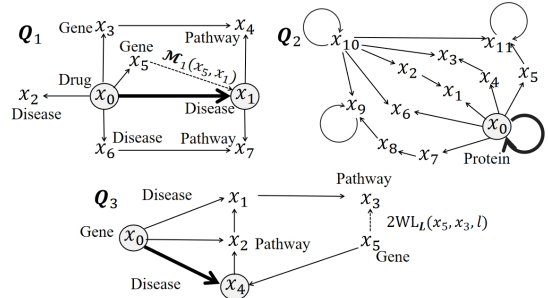 Q₁
Gene x₃
x₄
Gene
Pathway
x₅
ℳ₁(x₅, x₁)
Drug
x₂
x₀
x₁
Disease
Disease
Disease
Pathway
x₆
x₇
Q₂
x₁₀
x₁₁
x₃
x₂
x₄
x₅
x₁
x₉
x₆
x₀
x₈
x₇
Protein
Q₃
Pathway
Disease
x₁
x₃
Gene
x₀
2WL_L(x₅, x₃, l)
x₂
Pathway
x₅
Gene
Disease
x₄